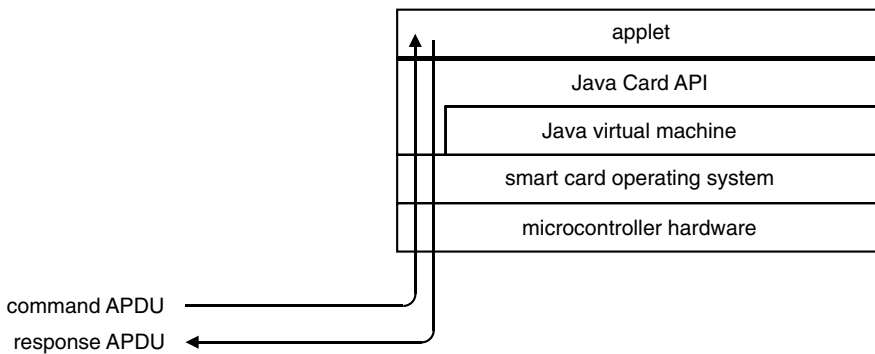 applet
Java Card API
Java virtual machine
smart card operating system
microcontroller hardware
command APDU
response APDU